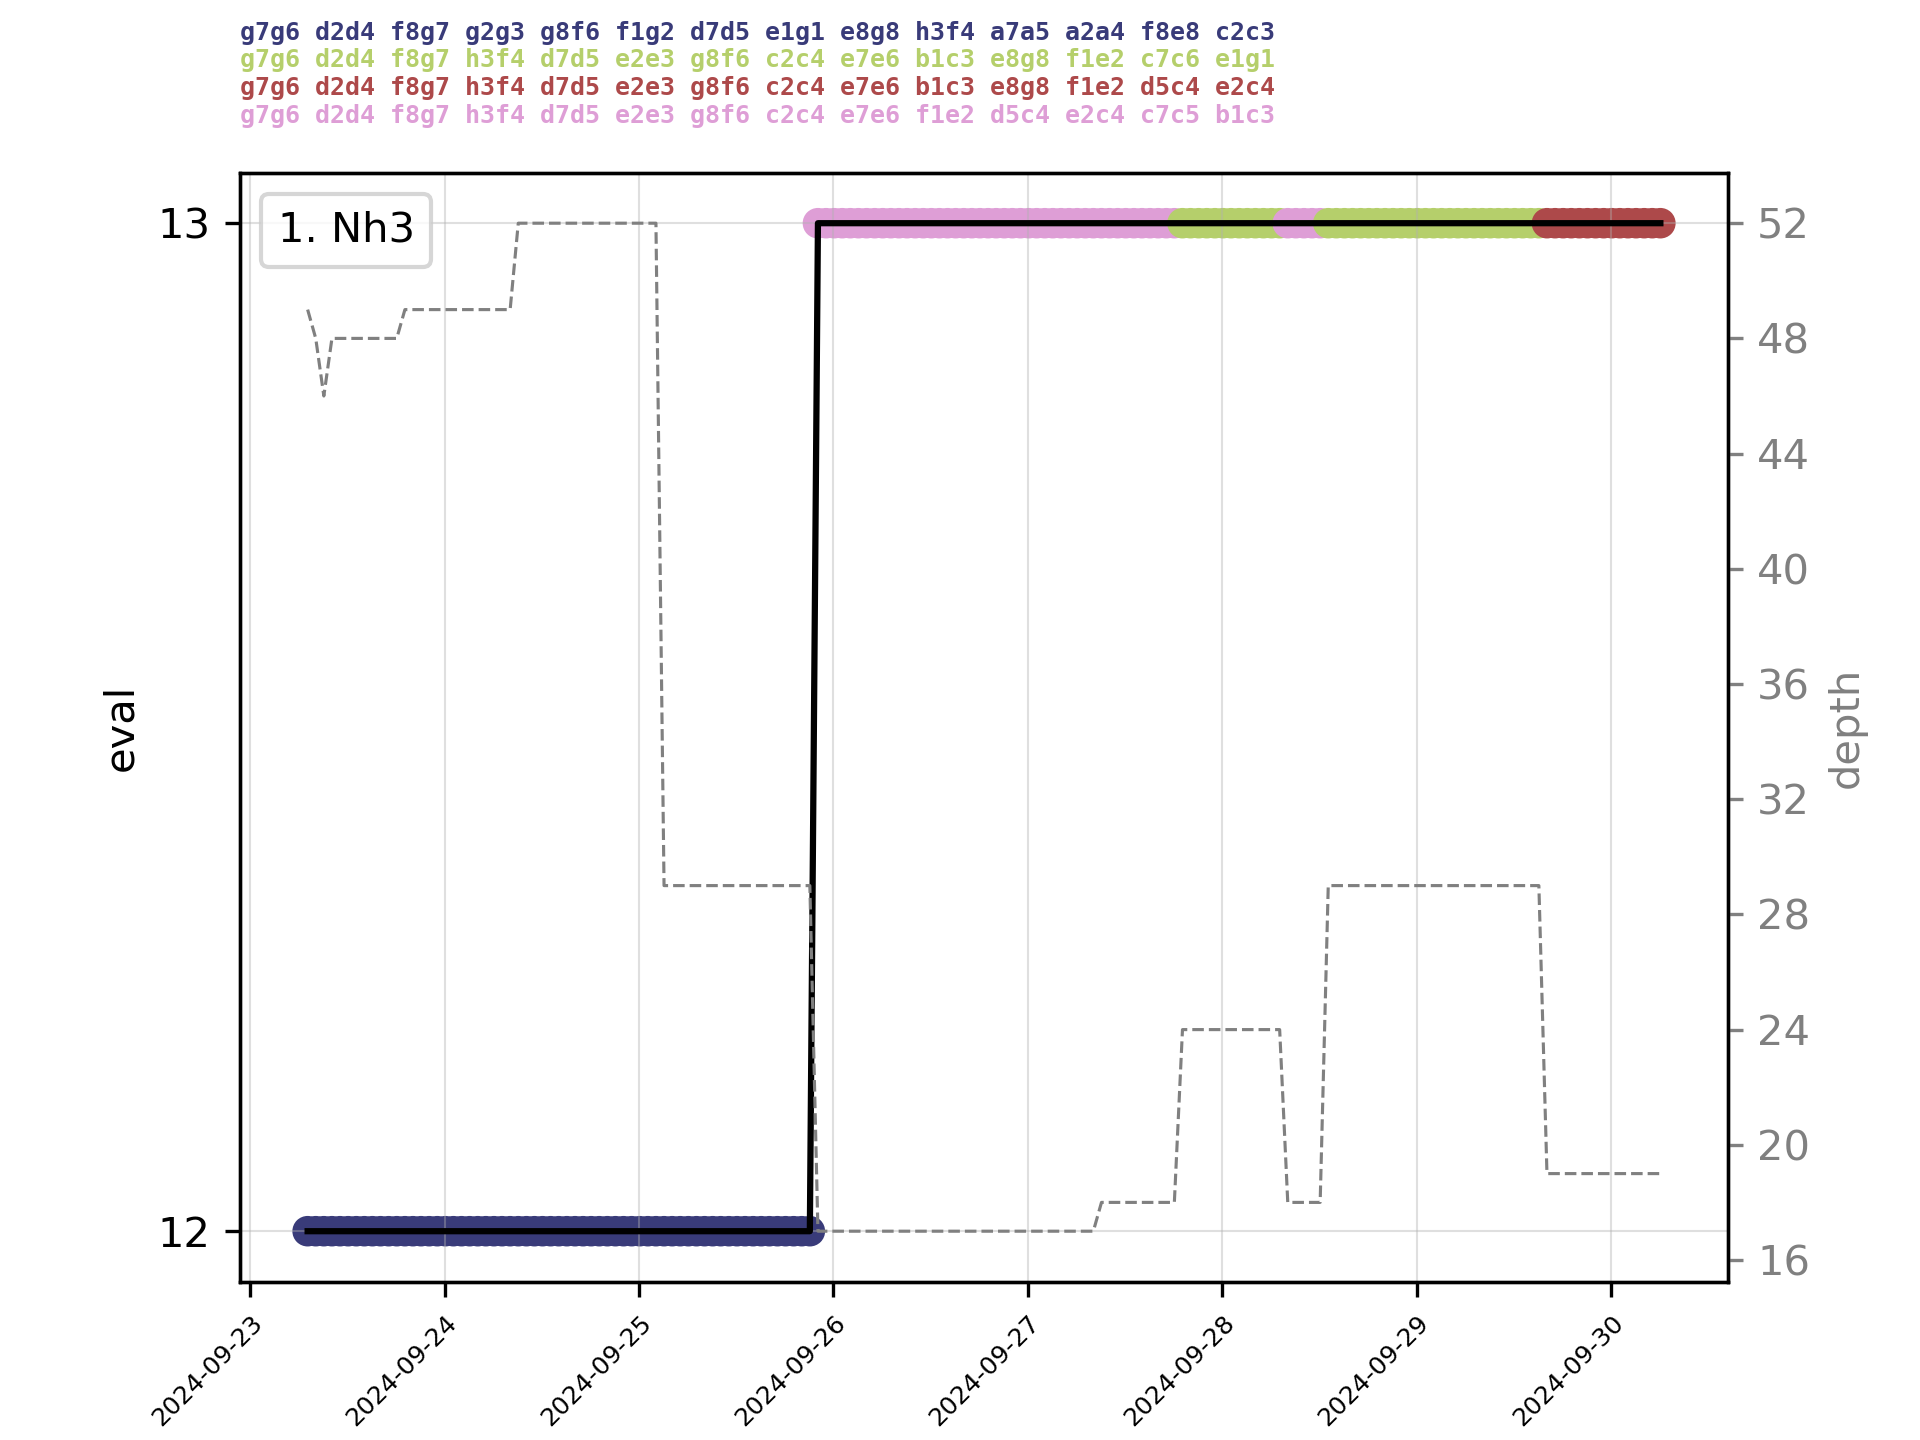 g7g6 d2d4 f8g7 g2g3 g8f6 f1g2 d7d5 e1g1 e8g8 h3f4 a7a5 a2a4 f8e8 c2c3
g7g6 d2d4 f8g7 h3f4 d7d5 e2e3 g8f6 c2c4 e7e6 b1c3 e8g8 f1e2 c7c6 e1g1
g7g6 d2d4 f8g7 h3f4 d7d5 e2e3 g8f6 c2c4 e7e6 b1c3 e8g8 f1e2 d5c4 e2c4
g7g6 d2d4 f8g7 h3f4 d7d5 e2e3 g8f6 c2c4 e7e6 f1e2 d5c4 e2c4 c7c5 b1c3
1. Nh3
13
12
eval
52
48
44
40
36
32
28
24
20
16
depth
2024-09-23
2024-09-24
2024-09-25
2024-09-26
2024-09-27
2024-09-28
2024-09-29
2024-09-30